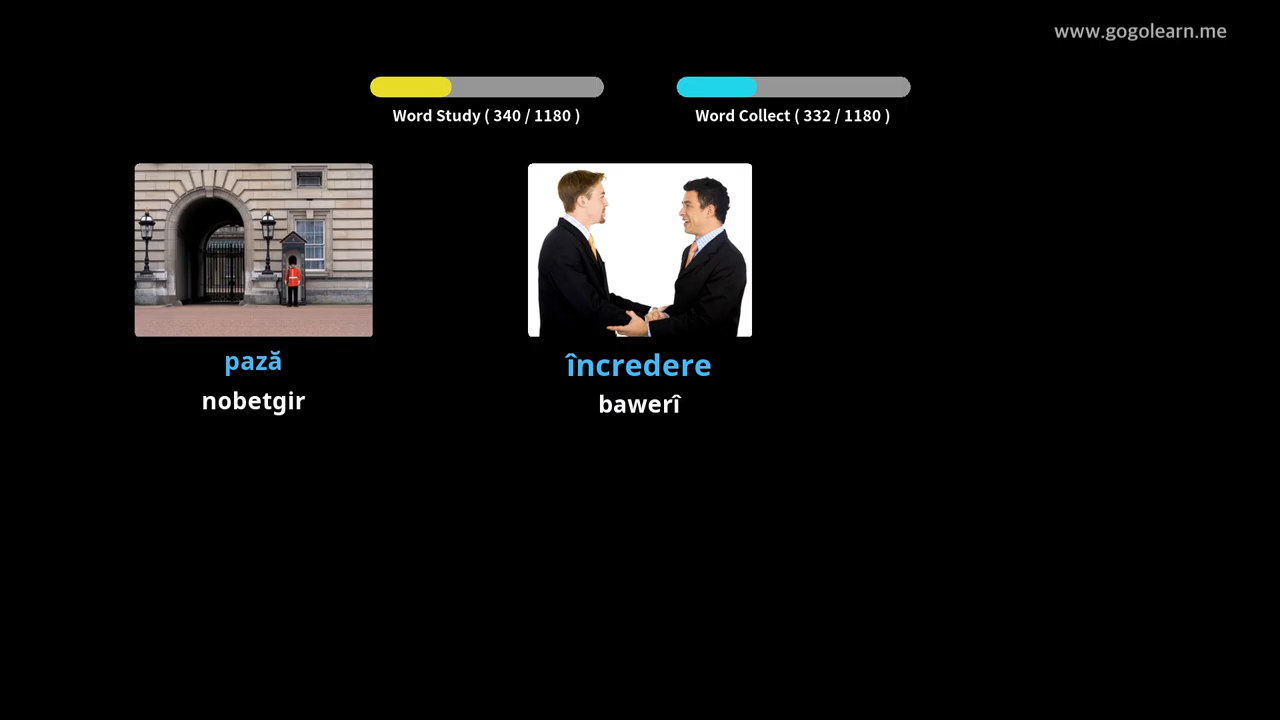 www.gogolearn.me
Word Study ( 340 / 1180 )
Word Collect ( 332 / 1180 )
pază
nobetgir
încredere
bawerî